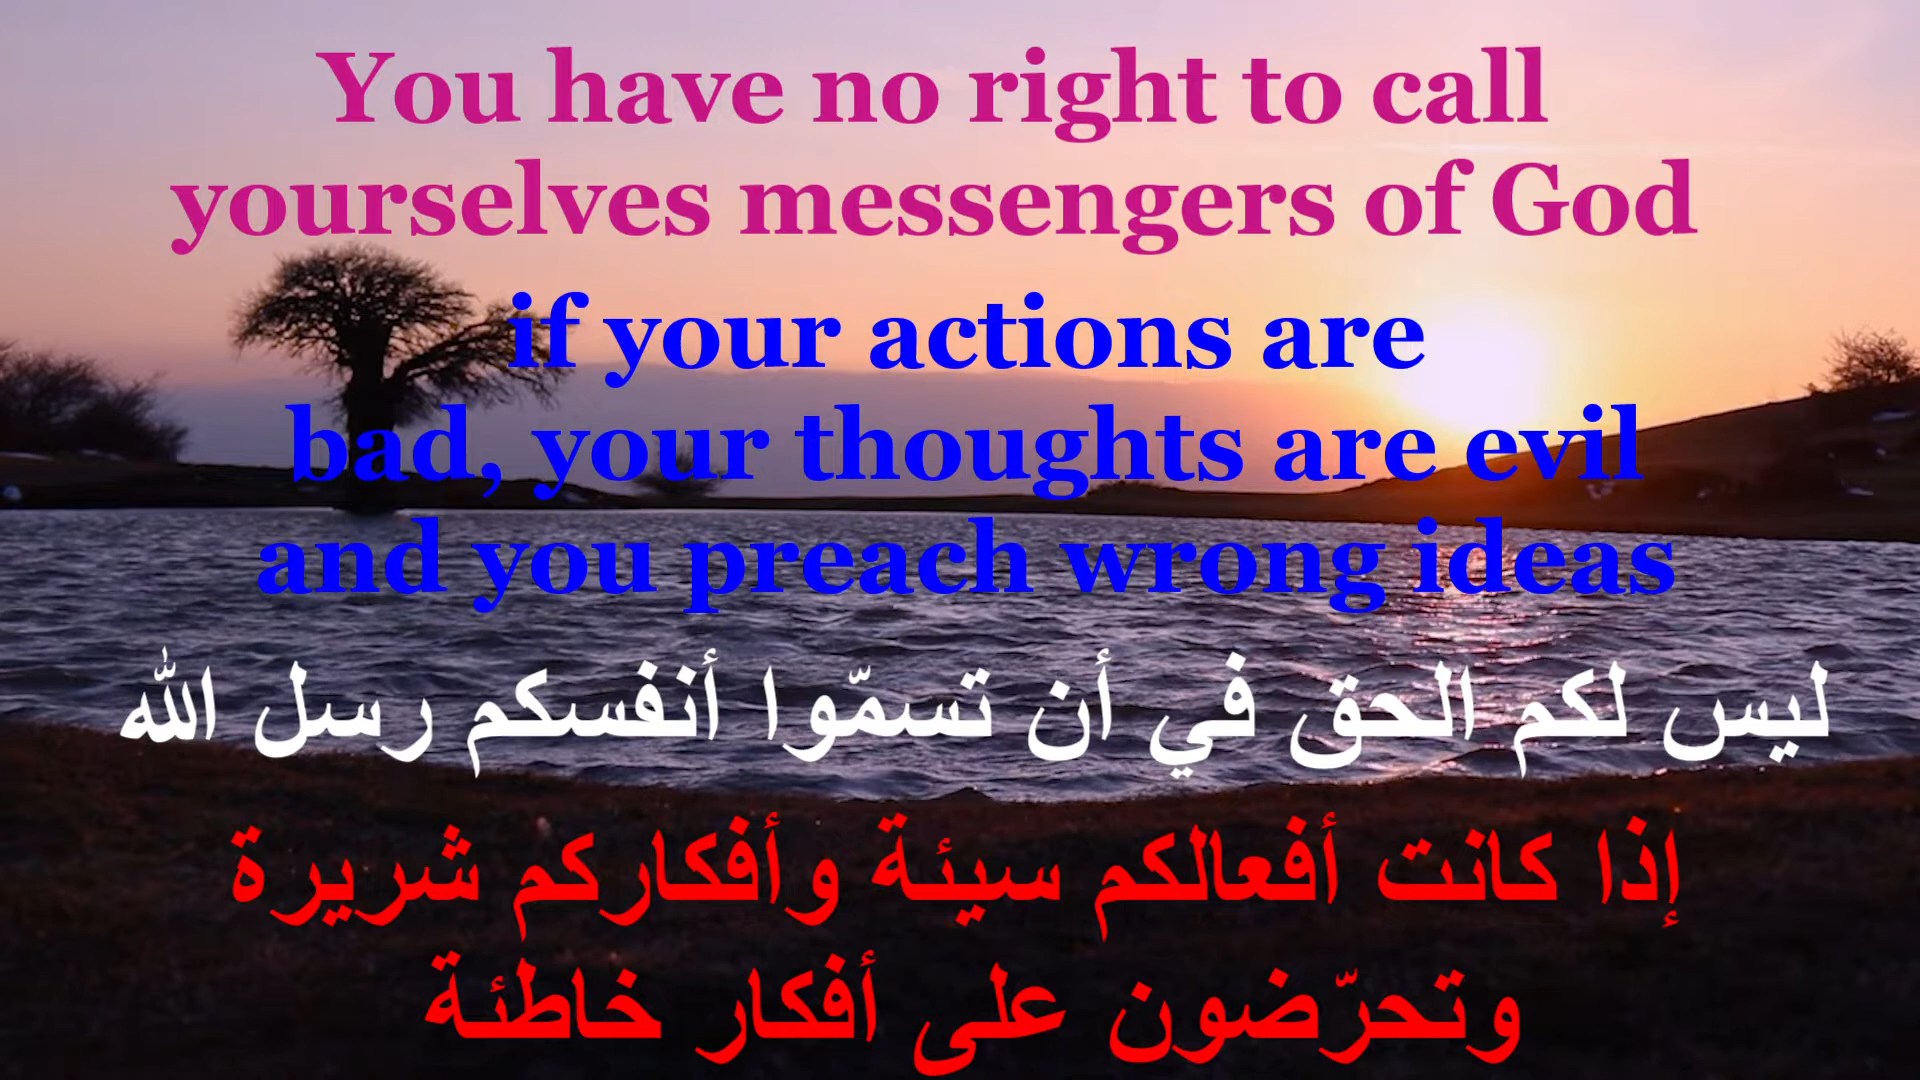 You have no right to call
yourselves messengers of God
if your actions are
bad, your thoughts are evil
and you preach wrong ideas
ليس لكم الحق في أن تسمّوا أنفسكم رسل الله
إذا كانت أفعالكم سيئة وأفكاركم شريرة
وتحرّضون على أفكار خاطئة